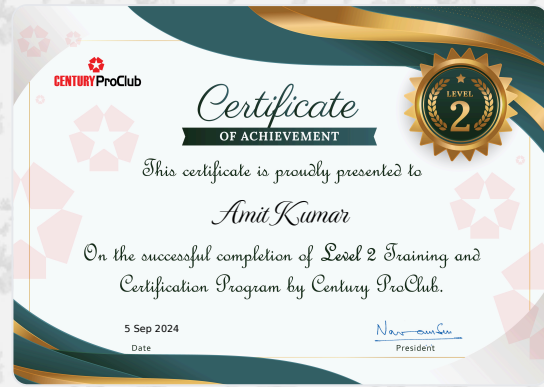 CENTURY ProClub
Certificate
OF ACHIEVEMENT
LEVEL
2
This certificate is proudly presented to
Amit Kumar
On the successful completion of Level 2 Training and
Certification Program by Century ProClub.
5 Sep 2024
Date
President